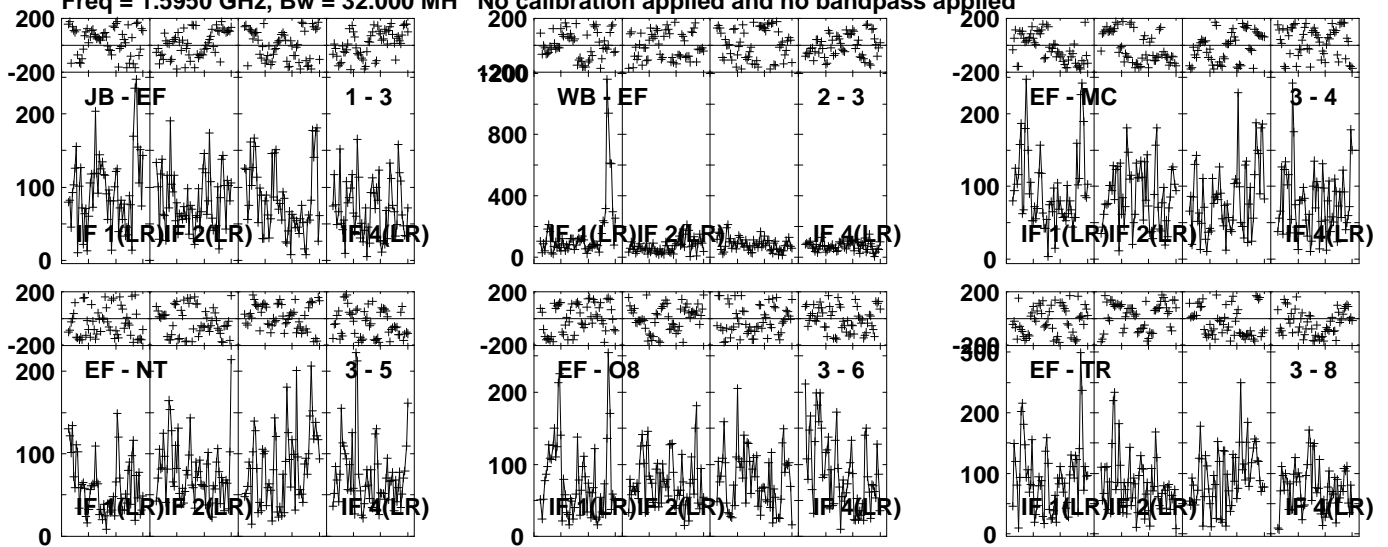 Freq = 1.5950 GHz, Bw = 32.000 MH No calibration applied and no bandpass applied
200
-200
JB - EF 1 - 3
200
100
0
IF 1(LR) IF 2(LR) IF 4(LR)
200
-200
1200
WB - EF 2 - 3
800
400
0
IF 1(LR) IF 2(LR) IF 4(LR)
200
-200
EF - MC 3 - 4
200
100
0
IF 1(LR) IF 2(LR) IF 4(LR)
200
-200
EF - NT 3 - 5
200
100
0
IF 1(LR) IF 2(LR) IF 4(LR)
200
-200
EF - O8 3 - 6
200
100
0
IF 1(LR) IF 2(LR) IF 4(LR)
200
-200
300
EF - TR 3 - 8
200
100
0
IF 1(LR) IF 2(LR) IF 4(LR)